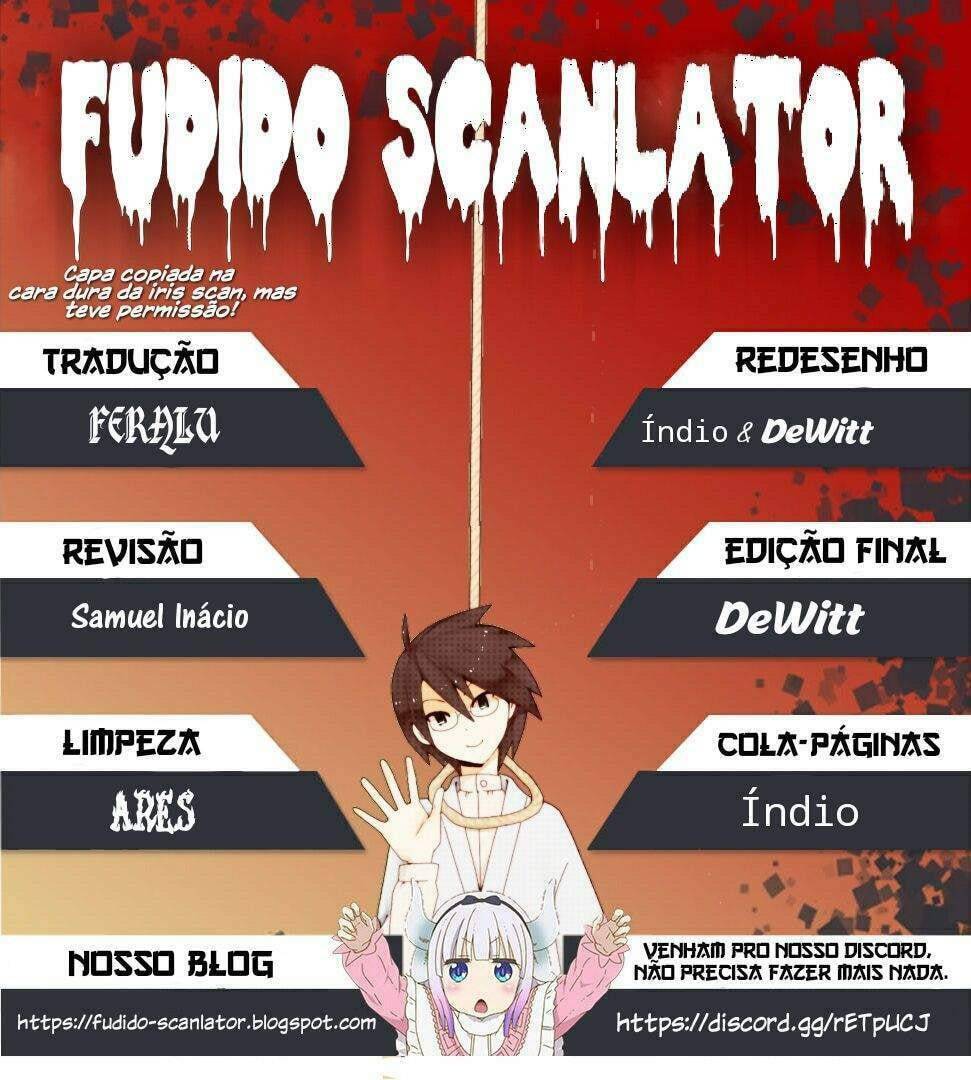 FUDIDO SCANLATOR
Capa copiada na
cara dura da íris scan, mas
teve permissão!
TRADUÇÃO
FERALU
REDESENHO
Índio & DeWitt
REVISÃO
Samuel Inácio
EDIÇÃO FINAL
DeWitt
LIMPEZA
ARES
COLA-PÁGINAS
Índio
NOSSO BLOG
https://fudido-scanlator.blogspot.com
VENHAM PRO NOSSO DISCORD,
NÃO PRECISA FAZER MAIS NADA.
https://discord.gg/rETpUCJ